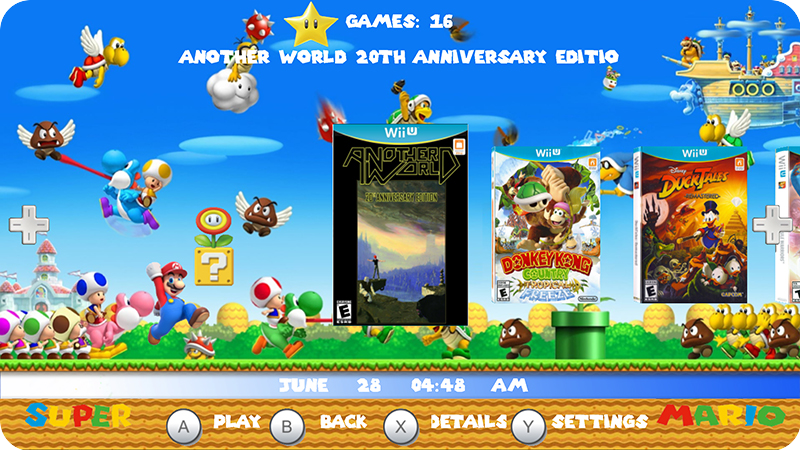 GAMES: 16
ANOTHER WORLD 20TH ANNIVERSARY EDITIO
Wii U
ANOTHER WORLD
20TH ANNIVERSARY EDITION
E
Wii U
DONKEY KONG
COUNTRY
TROPICAL
FREEZE
E
Nintendo
Wii U
Disney
DUCKTALES
REMASTERED
E
CAPCOM
?
JUNE 28 04:48 AM
SUPER
A PLAY B BACK X DETAILS Y SETTINGS
MARIO